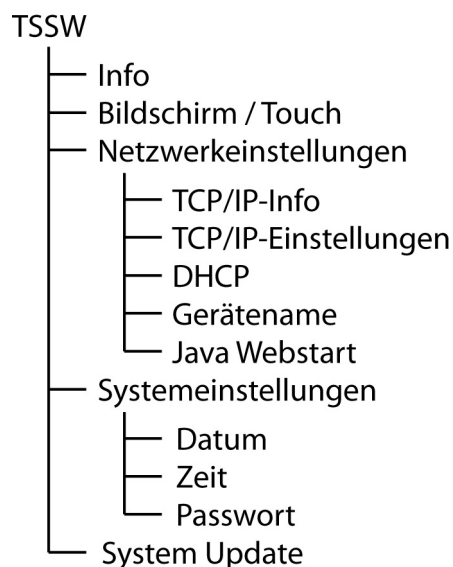 TSSW
Info
Bildschirm / Touch
Netzwerkeinstellungen
TCP/IP-Info
TCP/IP-Einstellungen
DHCP
Gerätename
Java Webstart
Systemeinstellungen
Datum
Zeit
Passwort
System Update